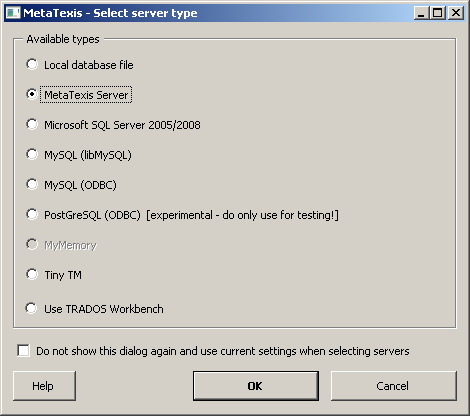 MetaTexis - Select server type
Available types
Local database file
MetaTexis Server
Microsoft SQL Server 2005/2008
MySQL (libMySQL)
MySQL (ODBC)
PostGreSQL (ODBC)  [experimental - do only use for testing!]
MyMemory
Tiny TM
Use TRADOS Workbench
Do not show this dialog again and use current settings when selecting servers
Help
OK
Cancel